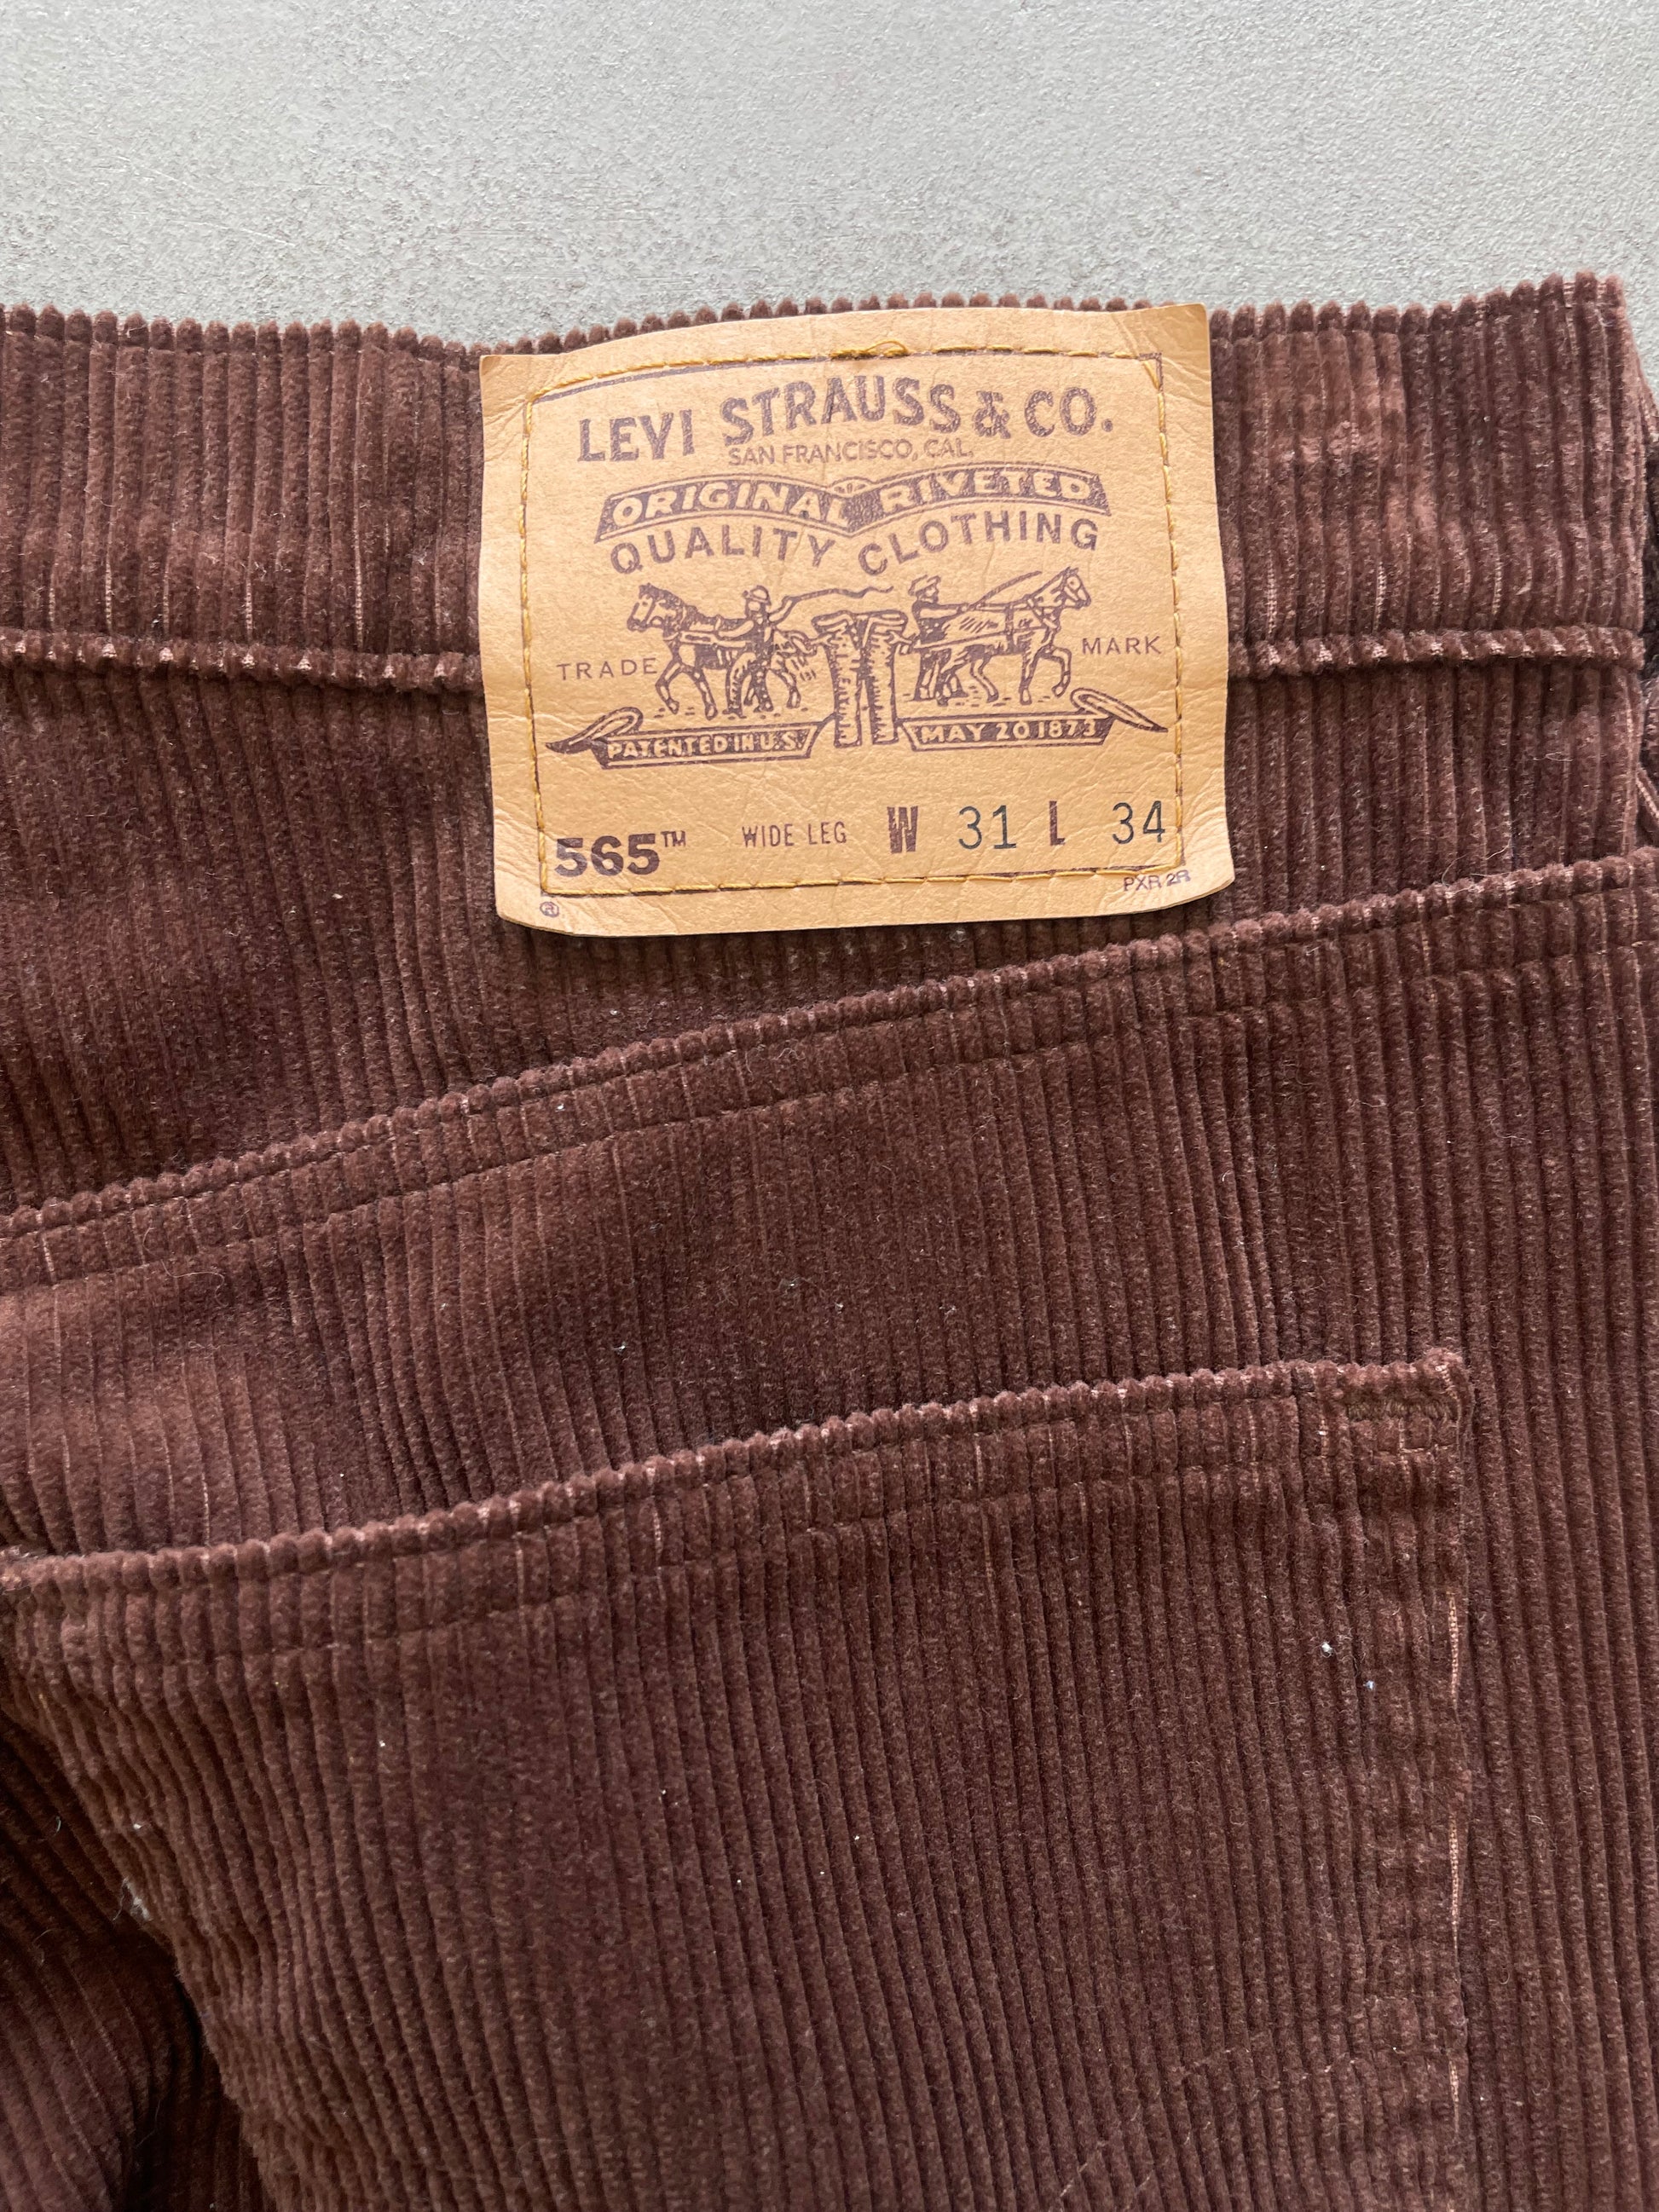 LEVI STRAUSS & CO.
SAN FRANCISCO, CAL.
ORIGINAL RIVETED
QUALITY CLOTHING
TRADE MARK
PATENTED IN U.S. MAY 20 1873
565™ WIDE LEG W 31 L 34
PXR 2R
®